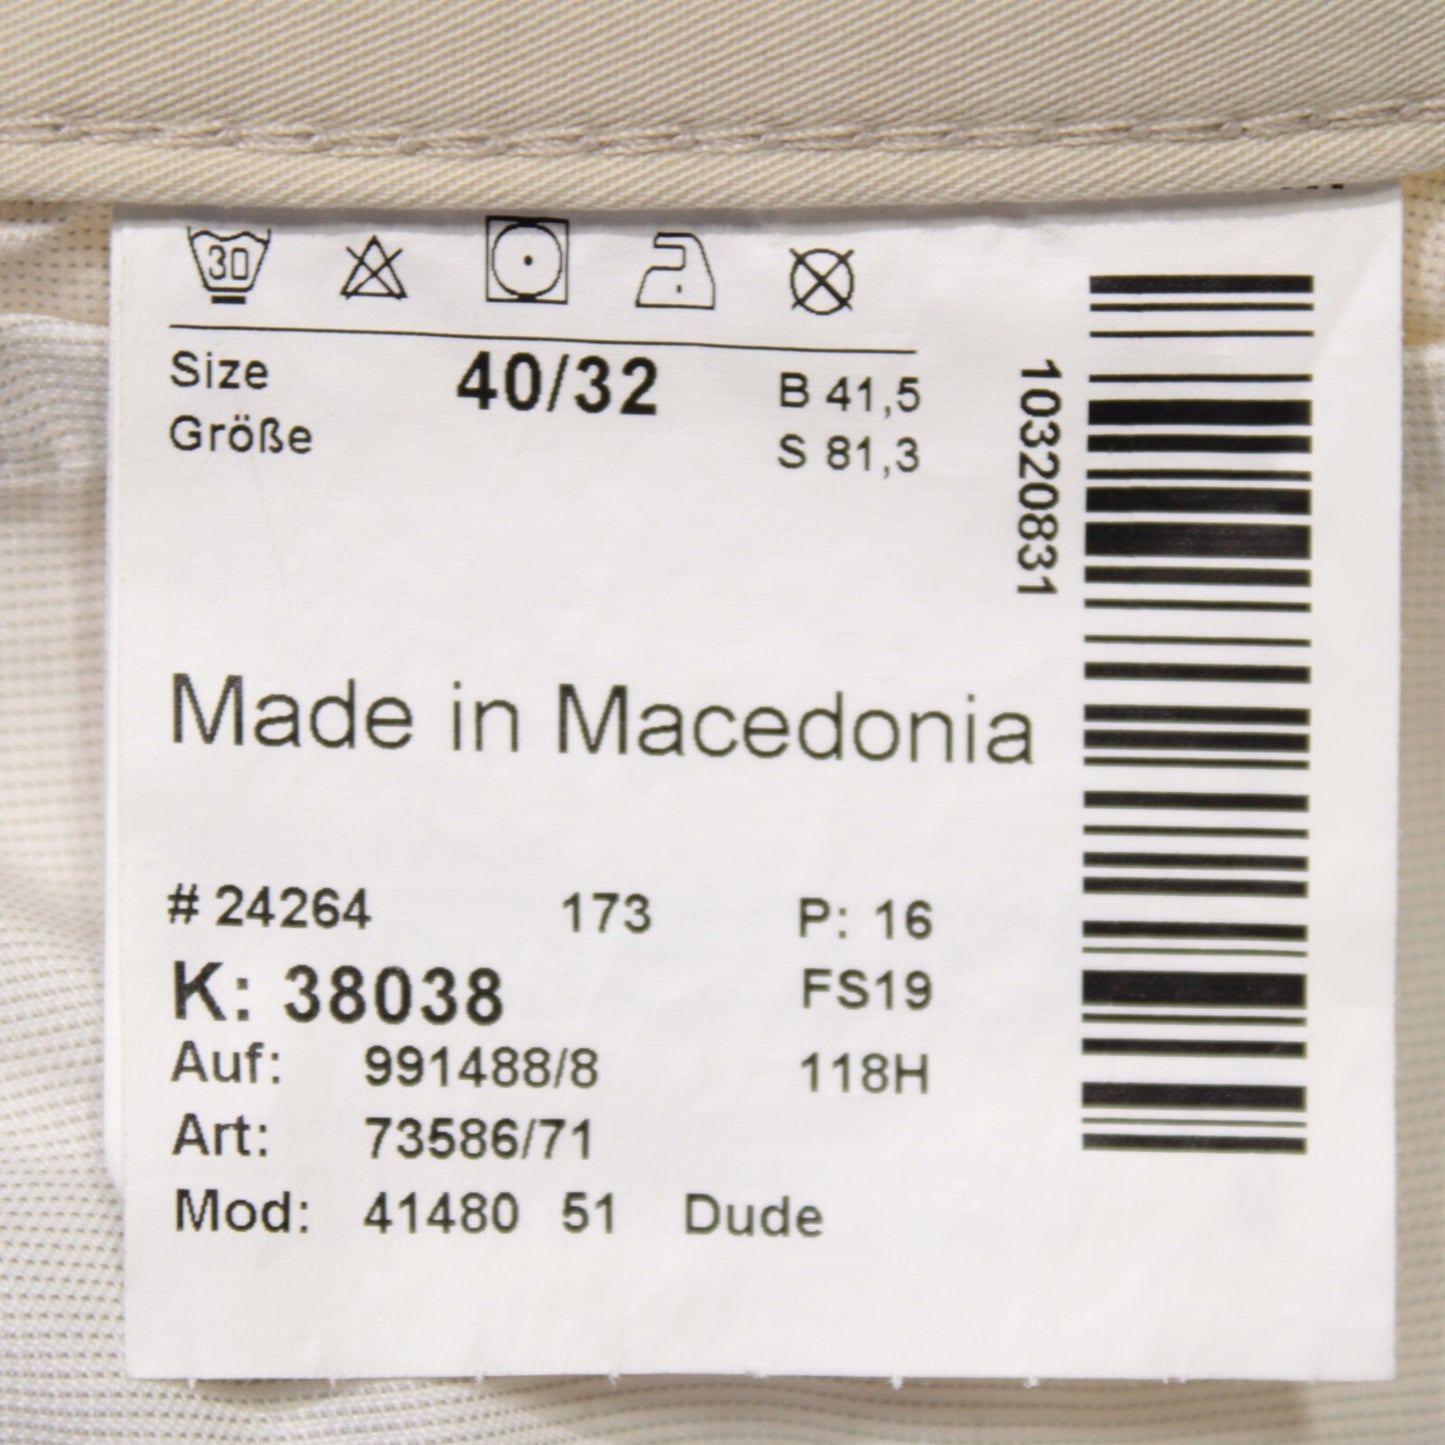 30
Size 40/32 B 41,5
Größe S 81,3
10320831
Made in Macedonia
# 24264 173 P: 16
K: 38038 FS19
Auf: 991488/8 118H
Art: 73586/71
Mod: 41480 51 Dude